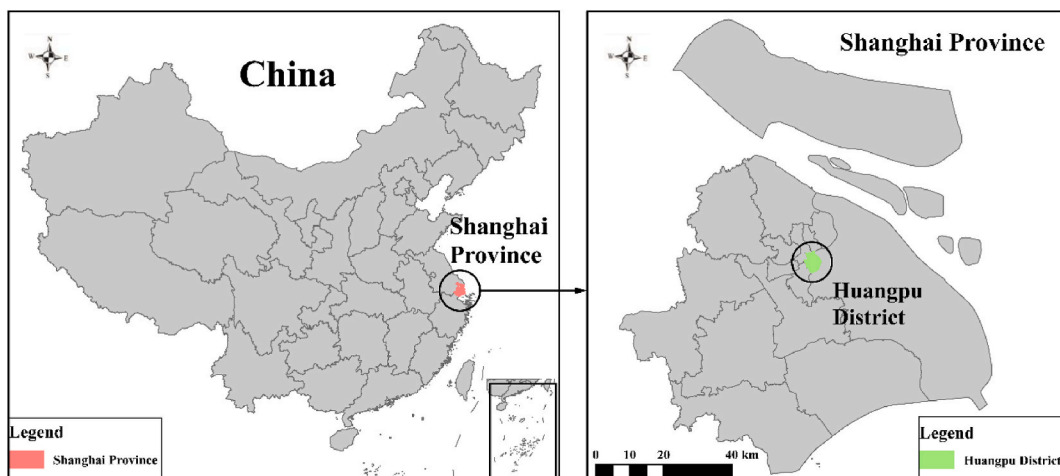 N
W
E
S
China
Shanghai
Province
Legend
Shanghai Province
N
W
E
S
Shanghai Province
Huangpu
District
0 10 20 40 km
Legend
Huangpu District